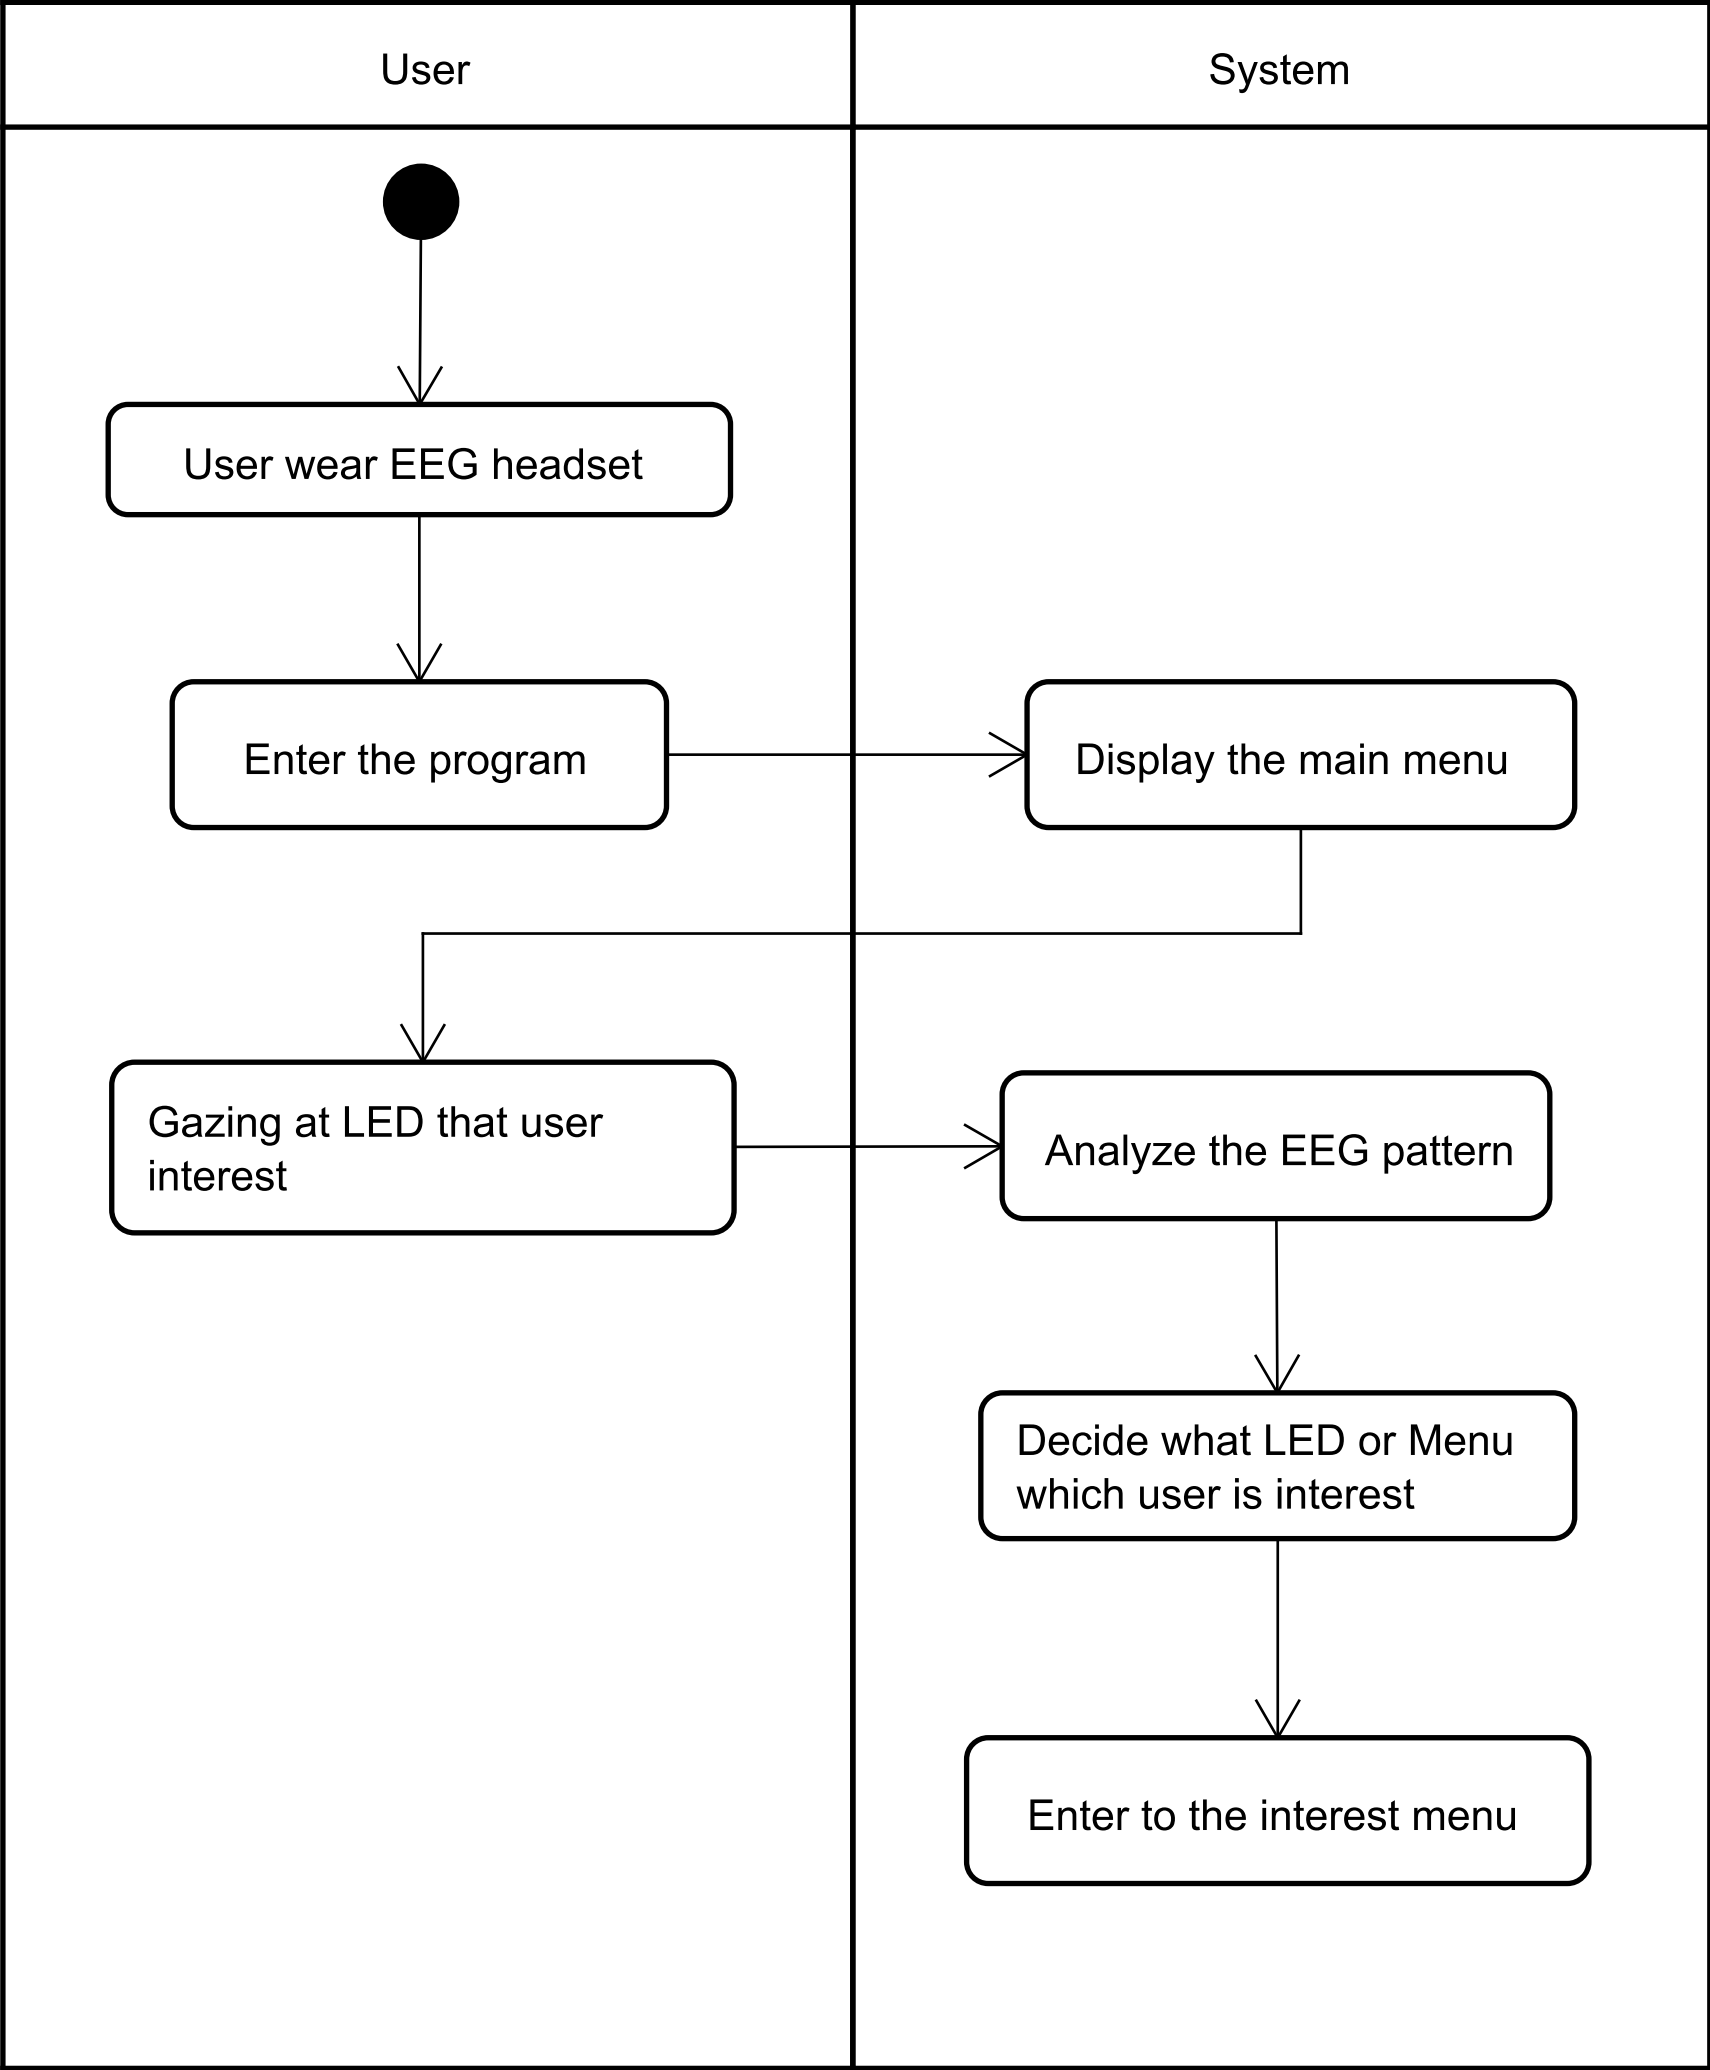 User
System
User wear EEG headset
Enter the program
Display the main menu
Gazing at LED that user
interest
Analyze the EEG pattern
Decide what LED or Menu
which user is interest
Enter to the interest menu